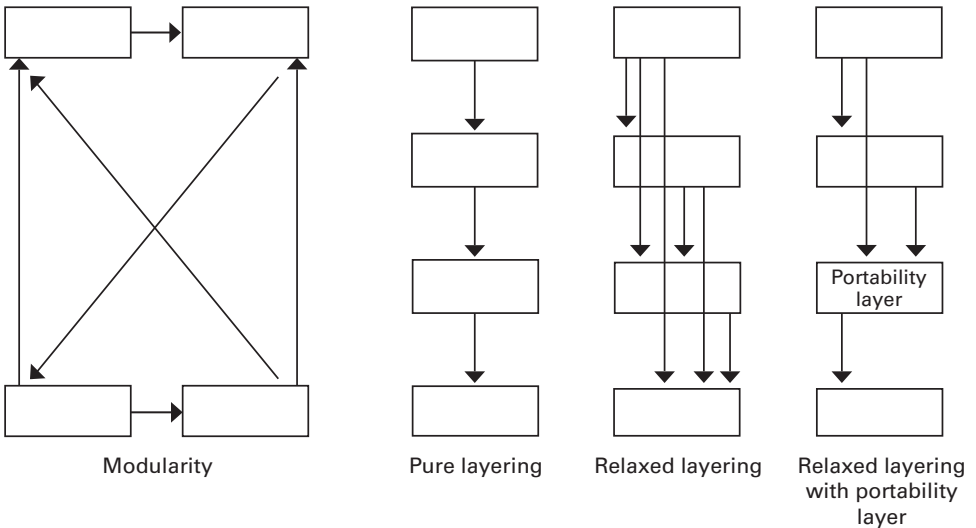 Portability
layer
Modularity
Pure layering
Relaxed layering
Relaxed layering
with portability
layer